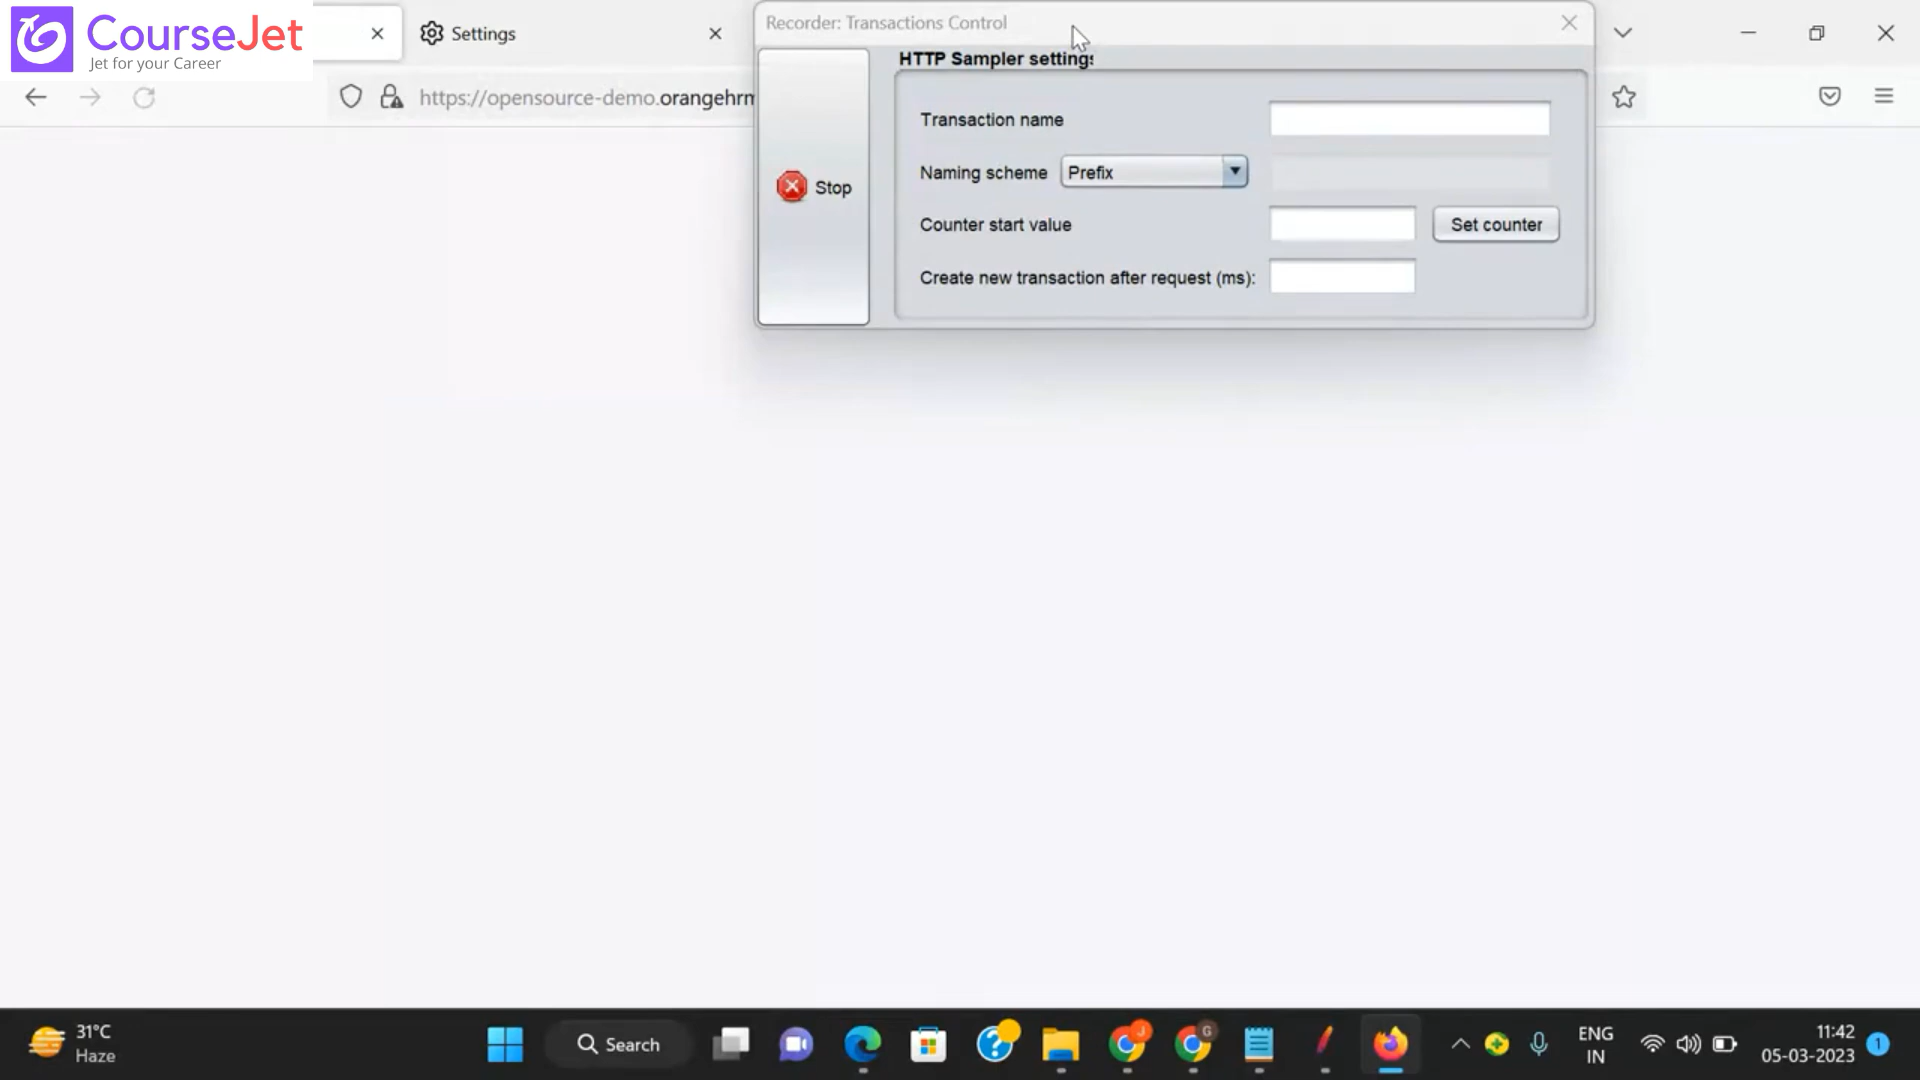 CourseJet
Jet for your Career
Settings
Recorder: Transactions Control
https://opensource-demo.orangehrm
HTTP Sampler settings
Transaction name
Naming scheme Prefix
Stop
Counter start value Set counter
Create new transaction after request (ms):
31°C
Haze
Search
J
G
ENG
IN
11:42
05-03-2023
1